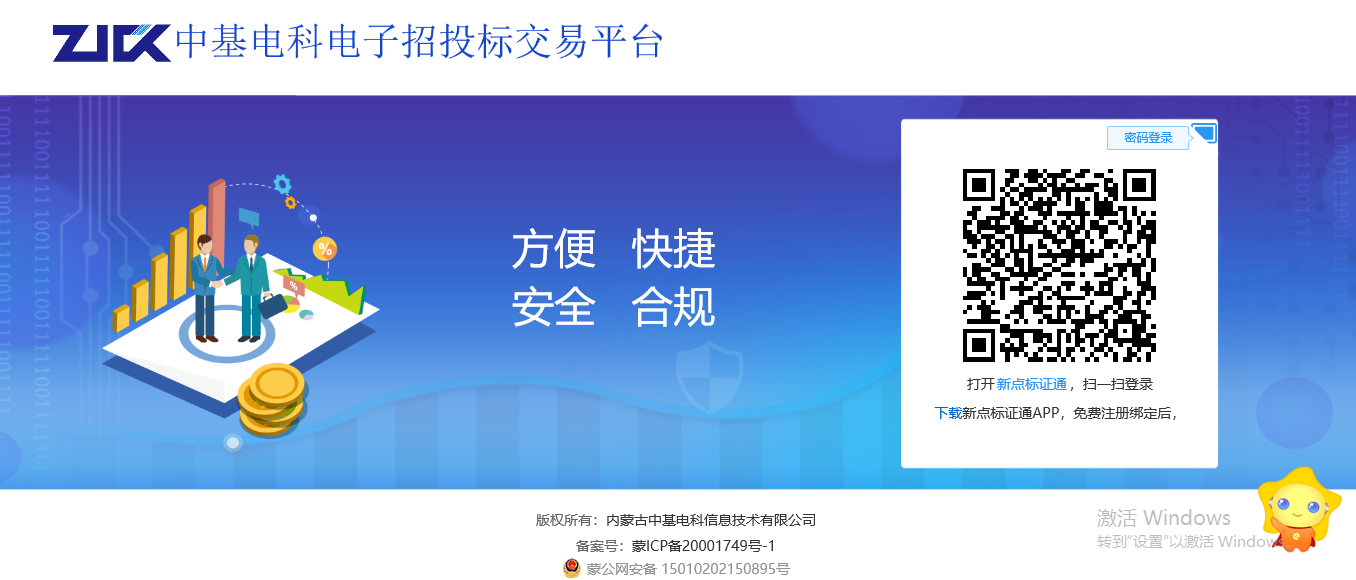 ZJCK 中基电科电子招投标交易平台
密码登录
方便 快捷
安全 合规
%
%
打开新点标证通，扫一扫登录
下载新点标证通APP，免费注册绑定后，
版权所有：内蒙古中基电科信息技术有限公司
备案号：蒙ICP备20001749号-1
蒙公网安备 15010202150895号
激活 Windows
转到“设置”以激活 Windows